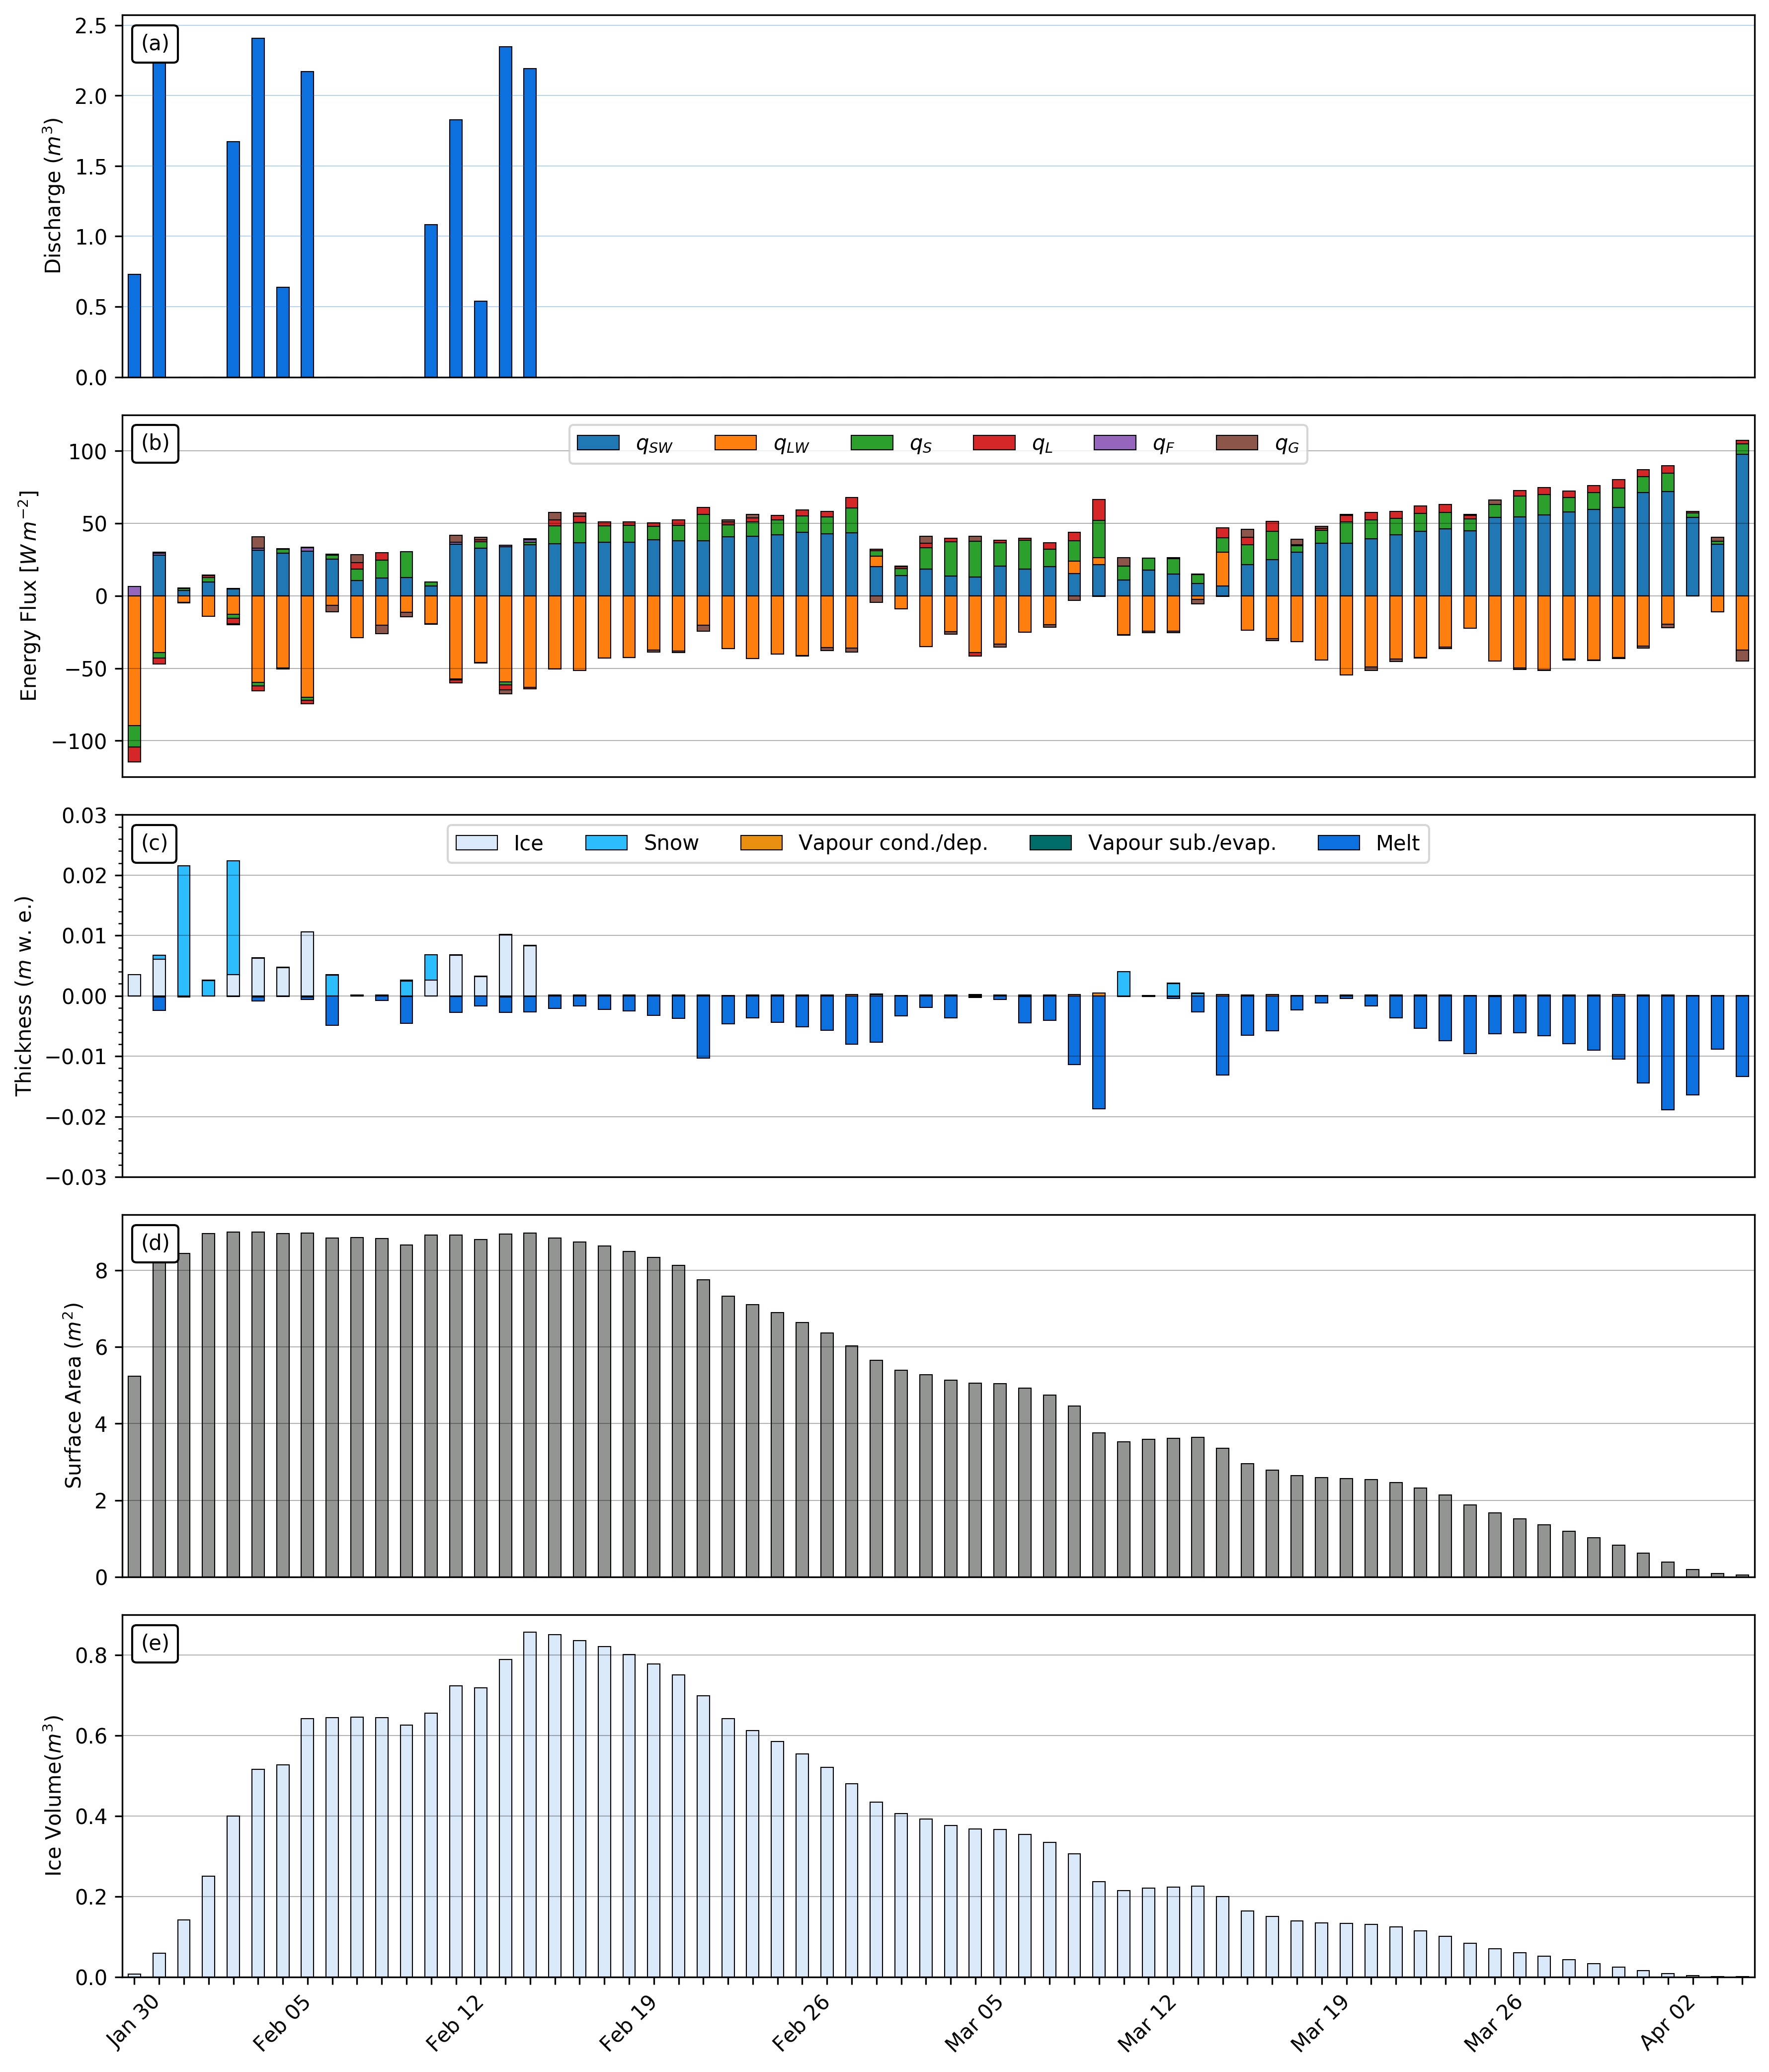 (a)
2.5
2.0
1.5
1.0
0.5
0.0
Discharge (m³)
(b)
q_SW q_LW q_S q_L q_F q_G
100
50
0
−50
−100
Energy Flux [W m⁻²]
(c)
Ice Snow Vapour cond./dep. Vapour sub./evap. Melt
0.03
0.02
0.01
0.00
−0.01
−0.02
−0.03
Thickness (m w. e.)
(d)
8
6
4
2
0
Surface Area (m²)
(e)
0.8
0.6
0.4
0.2
0.0
Ice Volume(m³)
Jan 30 Feb 05 Feb 12 Feb 19 Feb 26 Mar 05 Mar 12 Mar 19 Mar 26 Apr 02